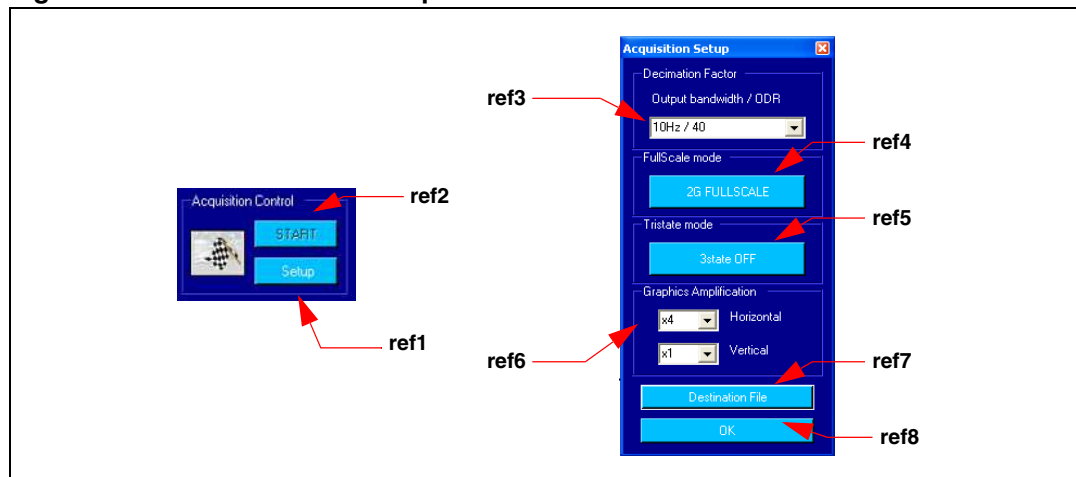 Acquisition Control
START
Setup
ref2
ref1
Acquisition Setup
Decimation Factor
Output bandwidth / ODR
10Hz / 40
ref3
FullScale mode
2G FULLSCALE
ref4
Tristate mode
3state OFF
ref5
Graphics Amplification
x4 Horizontal
x1 Vertical
ref6
Destination File
ref7
OK
ref8